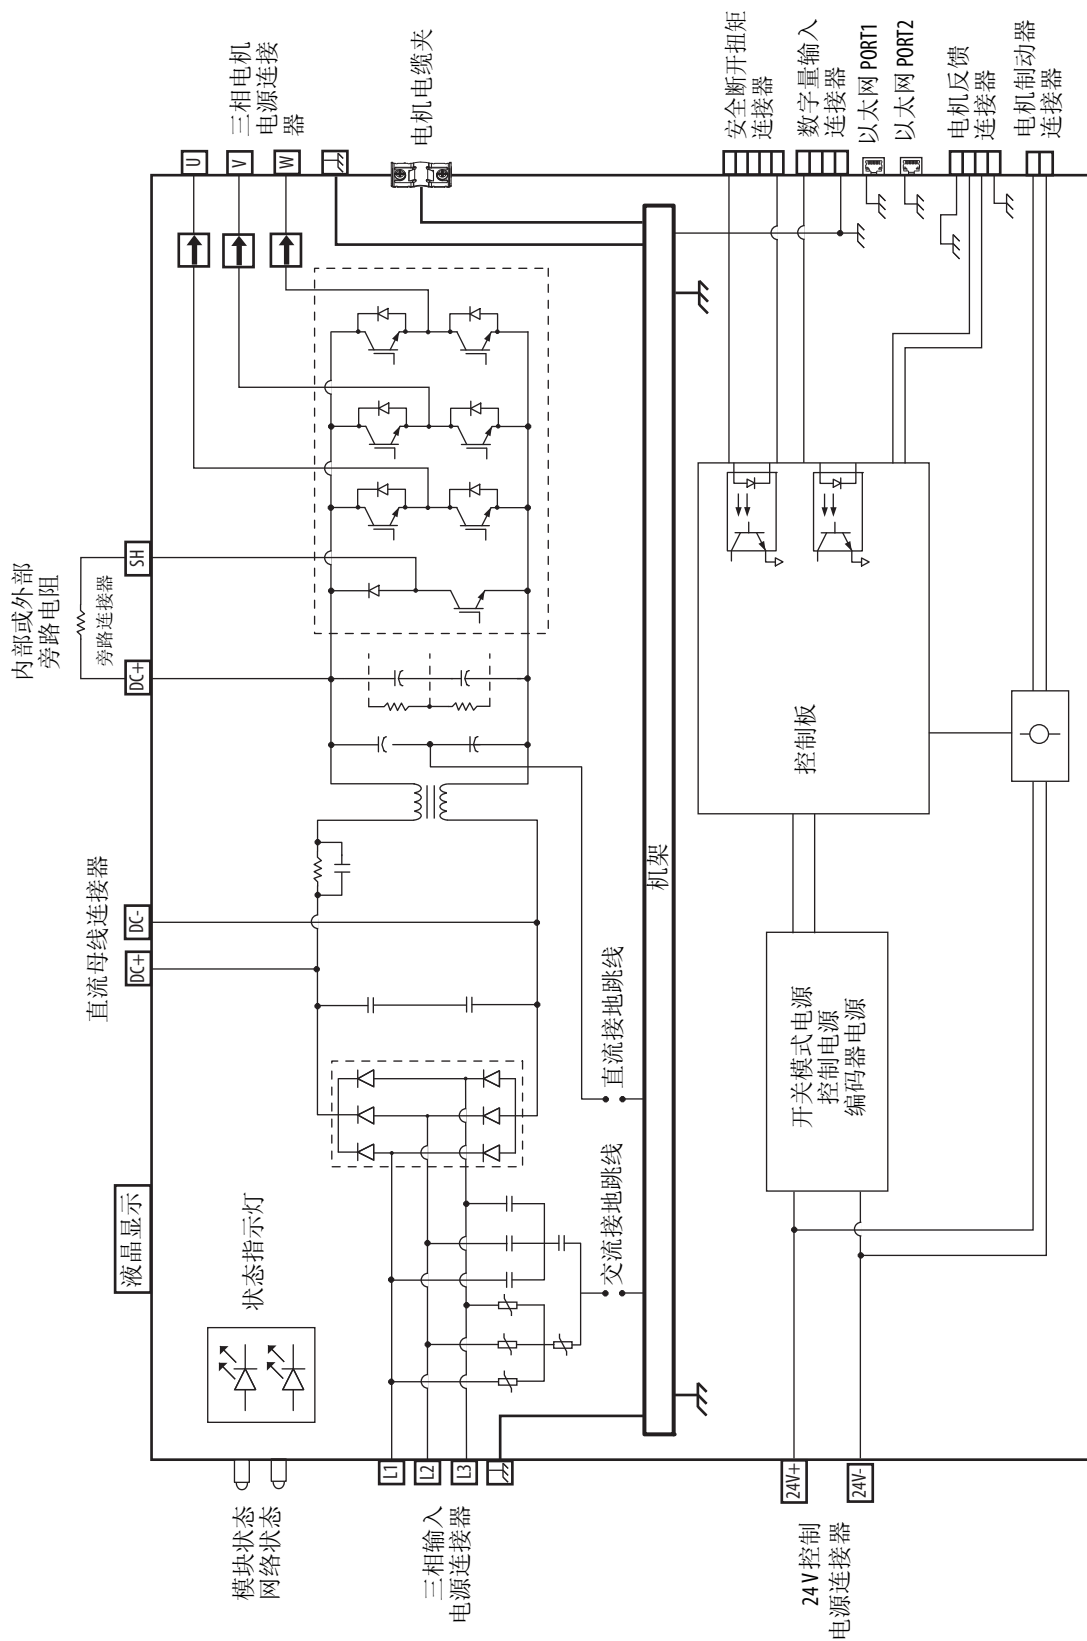 模块状态
网络状态
液晶显示
状态指示灯
三相输入
电源连接器
L1
L2
L3
24V 控制
电源连接器
24V+
24V-
直流母线连接器
DC+
DC-
内部或外部
旁路电阻
旁路连接器
DC+
SH
三相电机
电源连接
器
U
V
W
电机电缆夹
交流接地跳线
直流接地跳线
机架
开关模式电源
控制电源
编码器电源
控制板
安全断开扭矩
连接器
数字量输入
连接器
以太网 PORT1
以太网 PORT2
电机反馈
连接器
电机制动器
连接器